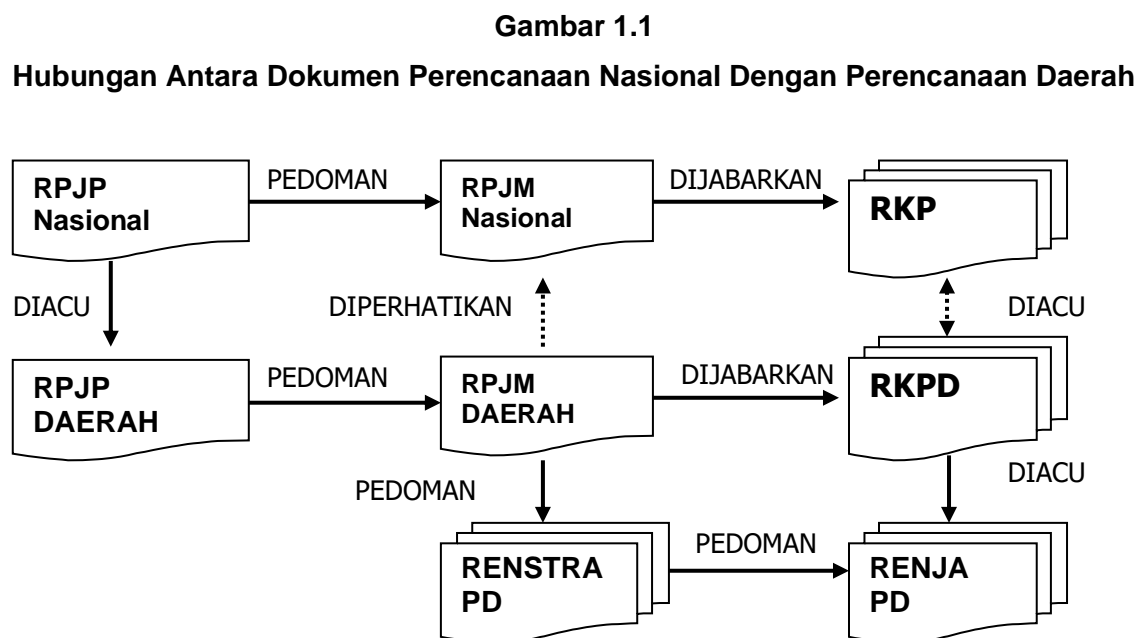 Gambar 1.1
Hubungan Antara Dokumen Perencanaan Nasional Dengan Perencanaan Daerah
RPJP
Nasional
PEDOMAN
RPJM
Nasional
DIJABARKAN
RKP
DIACU
DIPERHATIKAN
DIACU
RPJP
DAERAH
PEDOMAN
RPJM
DAERAH
DIJABARKAN
RKPD
PEDOMAN
DIACU
RENSTRA
PD
PEDOMAN
RENJA
PD